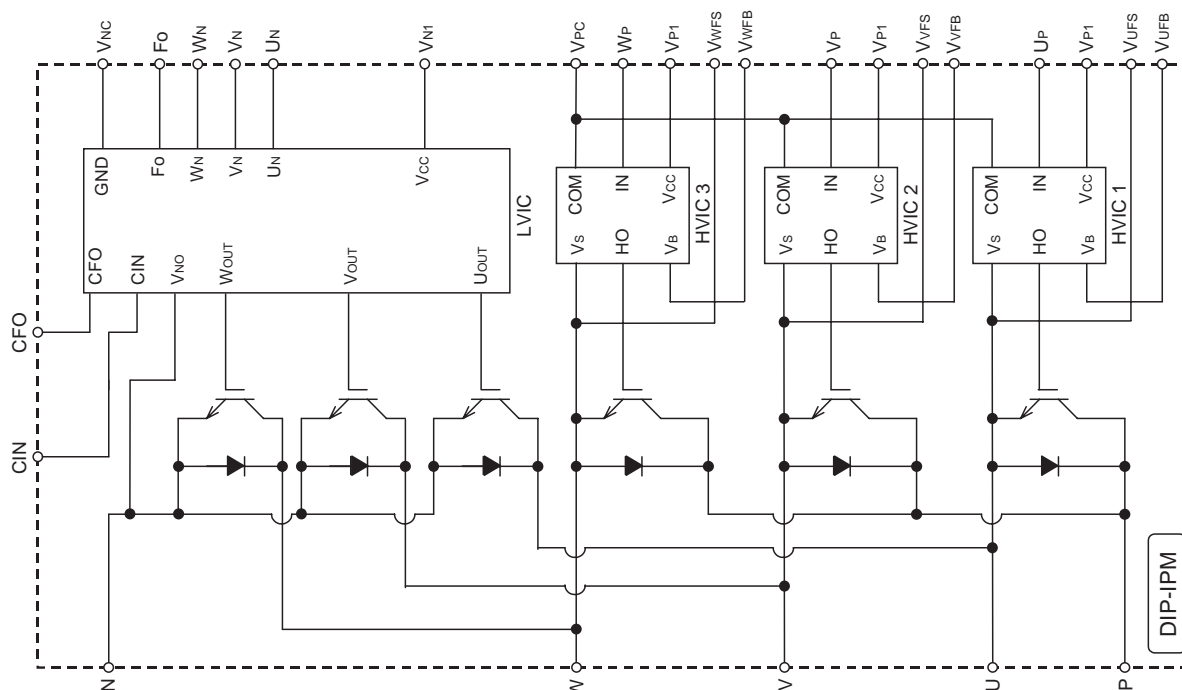 VNC
Fo
WN
VN
UN
VN1
VPC
WP
VP1
VWFS
VWFB
VP
VP1
VVFS
VVFB
UP
VP1
VUFS
VUFB
GND
Fo
WN
VN
UN
VCC
LVIC
CFO
CIN
VNO
WOUT
VOUT
UOUT
COM
IN
VCC
VS
HO
VB
HVIC 3
COM
IN
VCC
VS
HO
VB
HVIC 2
COM
IN
VCC
VS
HO
VB
HVIC 1
CFO
CIN
DIP-IPM
N
W
V
U
P